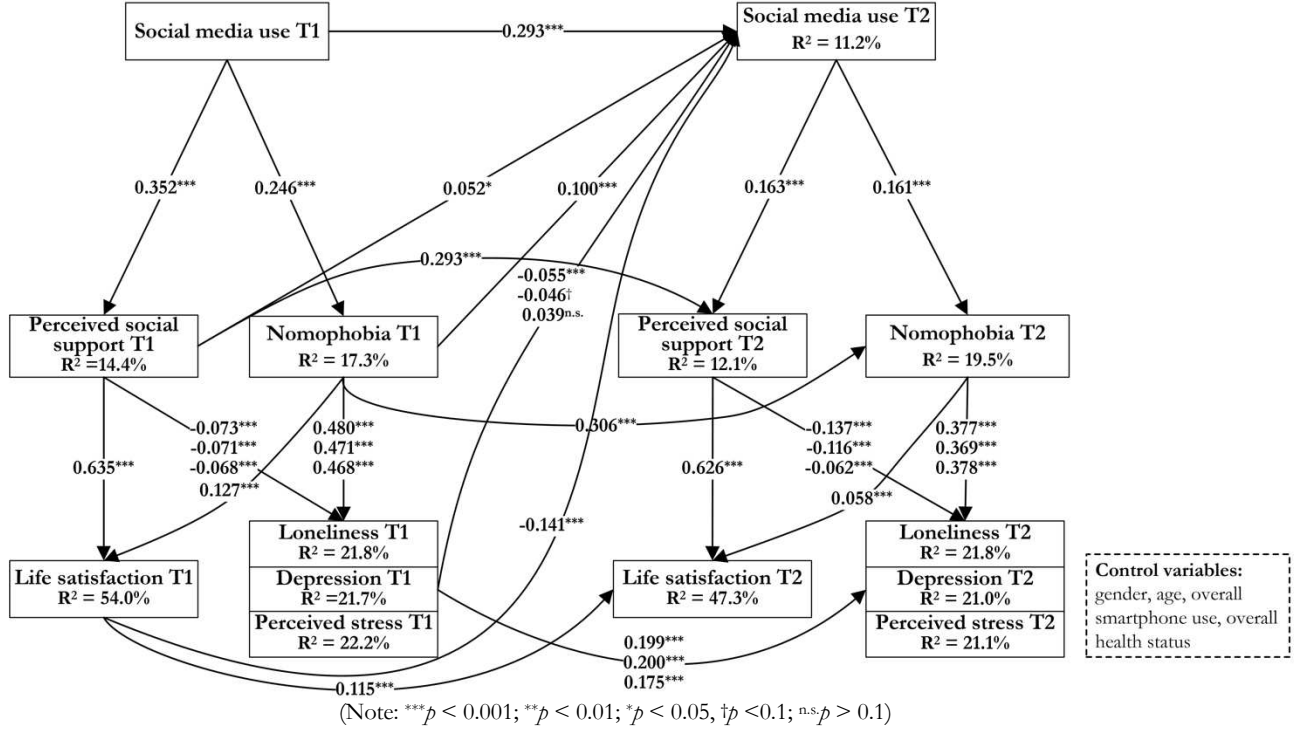 Social media use T1
0.293***
Social media use T2
R² = 11.2%
0.352***
0.246***
0.052*
0.100***
0.163***
0.161***
0.293***
-0.055***
-0.046†
0.039n.s.
Perceived social
support T1
R² =14.4%
Nomophobia T1
R² = 17.3%
Perceived social
support T2
R² = 12.1%
Nomophobia T2
R² = 19.5%
0.306***
-0.073***
-0.071***
-0.068***
0.480***
0.471***
0.468***
0.635***
0.127***
-0.137***
-0.116***
-0.062***
0.377***
0.369***
0.378***
0.626***
0.058***
-0.141***
Life satisfaction T1
R² = 54.0%
Loneliness T1
R² = 21.8%
Depression T1
R² =21.7%
Perceived stress T1
R² = 22.2%
Life satisfaction T2
R² = 47.3%
Loneliness T2
R² = 21.8%
Depression T2
R² = 21.0%
Perceived stress T2
R² = 21.1%
Control variables:
gender, age, overall
smartphone use, overall
health status
0.199***
0.200***
0.175***
0.115***
(Note: ***p < 0.001; **p < 0.01; *p < 0.05, †p <0.1; n.s.p > 0.1)